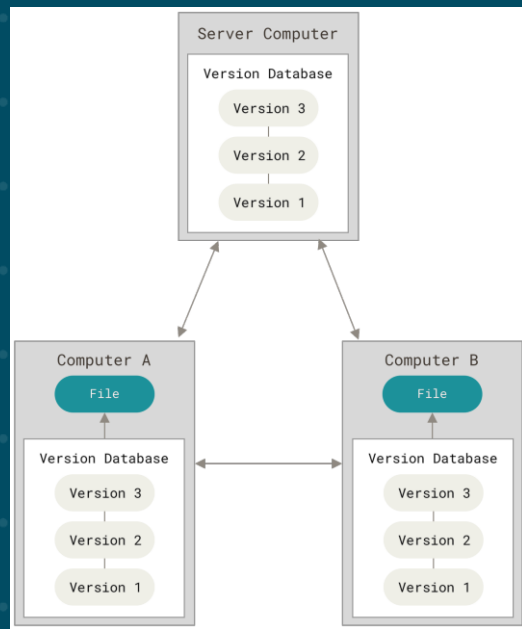 Server Computer
Version Database
Version 3
Version 2
Version 1
Computer A
File
Version Database
Version 3
Version 2
Version 1
Computer B
File
Version Database
Version 3
Version 2
Version 1